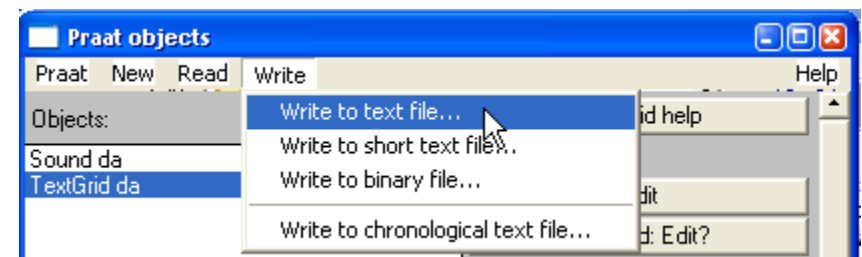 Praat objects
Praat New Read Write Help
Objects:
Write to text file...
id help
Sound da
Write to short text file...
TextGrid da
Write to binary file...
dit
Write to chronological text file...
d: Edit?